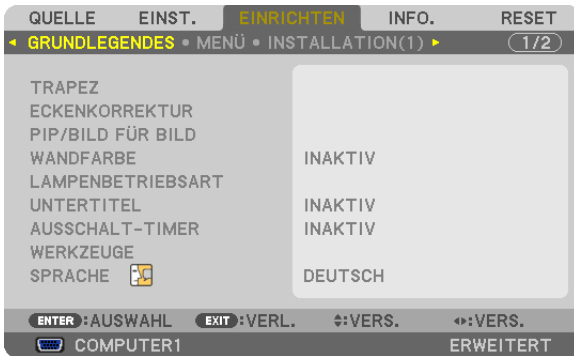 QUELLE EINST. EINRICHTEN INFO. RESET
GRUNDLEGENDES • MENÜ • INSTALLATION(1) 1/2
TRAPEZ
ECKENKORREKTUR
PIP/BILD FÜR BILD
WANDFARBE INAKTIV
LAMPENBETRIEBSART
UNTERTITEL INAKTIV
AUSSCHALT-TIMER INAKTIV
WERKZEUGE
SPRACHE DEUTSCH
ENTER :AUSWAHL EXIT :VERL. :VERS. :VERS.
COMPUTER1 ERWEITERT